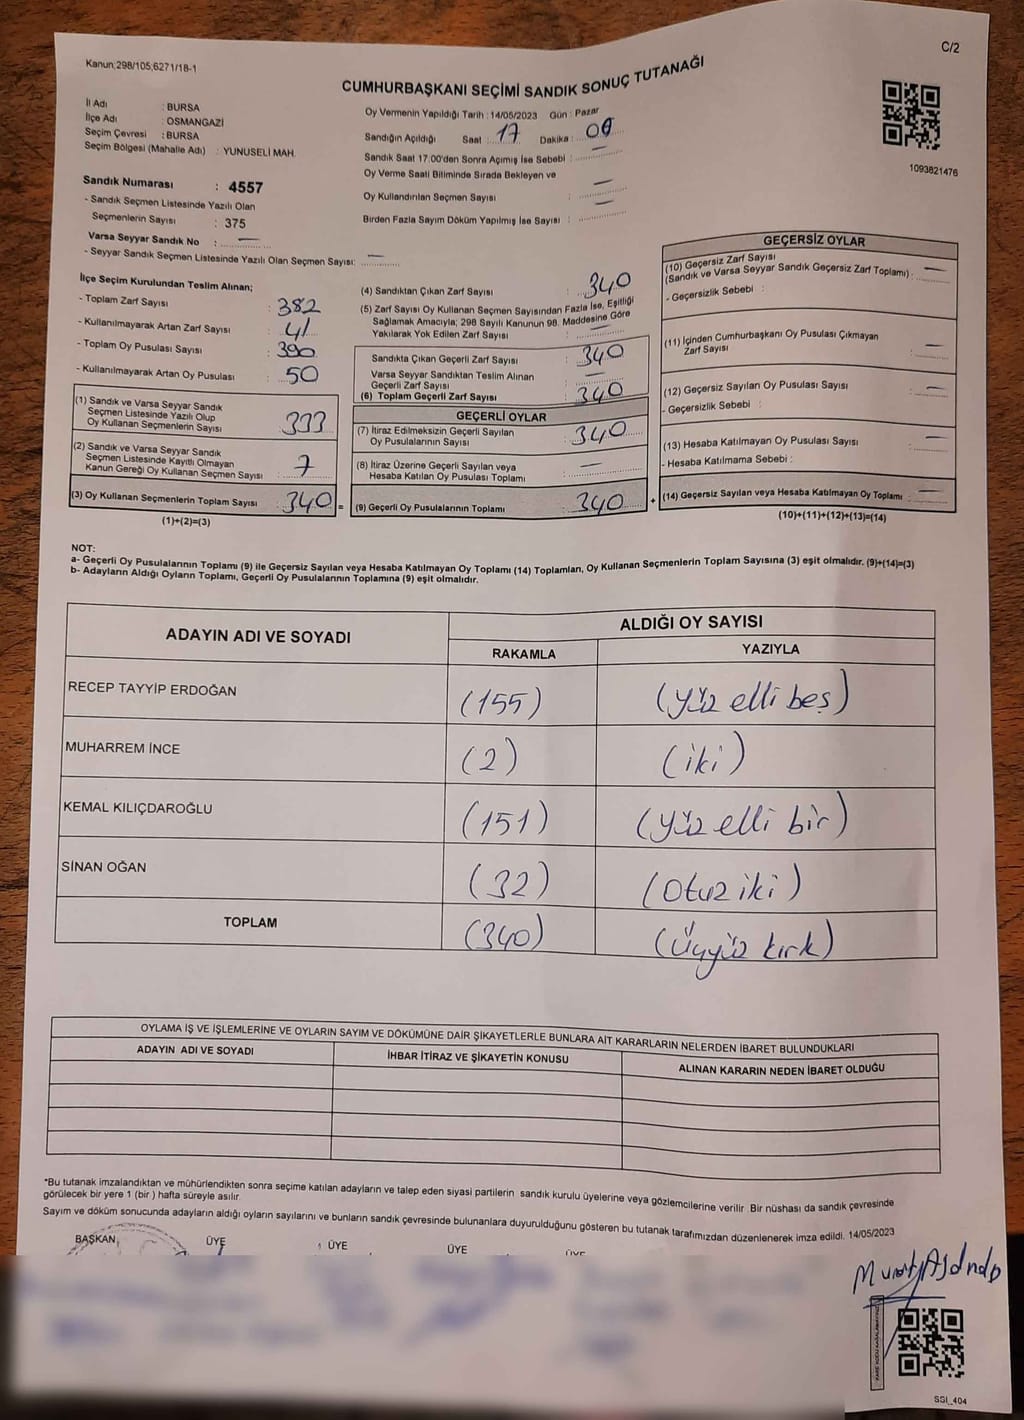 C/2
Kanun;298/105;6271/18-1
CUMHURBAŞKANI SEÇİMİ SANDIK SONUÇ TUTANAĞI
İl Adı : BURSA
İlçe Adı : OSMANGAZİ
Seçim Çevresi : BURSA
Seçim Bölgesi (Mahalle Adı) : YUNUSELİ MAH.
Oy Vermenin Yapıldığı Tarih : 14/05/2023 Gün : Pazar
Sandığın Açıldığı Saat : 17 Dakika : 00
Sandık Saat 17:00'den Sonra Açımış İse Sebebi : —
Oy Verme Saati Bitiminde Sırada Bekleyen ve
Oy Kullandırılan Seçmen Sayısı : —
Birden Fazla Sayım Döküm Yapılmış İse Sayısı : —
1093821476
Sandık Numarası : 4557
- Sandık Seçmen Listesinde Yazılı Olan
Seçmenlerin Sayısı : 375
Varsa Seyyar Sandık No : —
- Seyyar Sandık Seçmen Listesinde Yazılı Olan Seçmen Sayısı: —
İlçe Seçim Kurulundan Teslim Alınan;
- Toplam Zarf Sayısı : 382
- Kullanılmayarak Artan Zarf Sayısı : 41
- Toplam Oy Pusulası Sayısı : 390
- Kullanılmayarak Artan Oy Pusulası : 50
(1) Sandık ve Varsa Seyyar Sandık
Seçmen Listesinde Yazılı Olup
Oy Kullanan Seçmenlerin Sayısı : 333
(2) Sandık ve Varsa Seyyar Sandık
Seçmen Listesinde Kayıtlı Olmayan
Kanun Gereği Oy Kullanan Seçmen Sayısı : 7
(3) Oy Kullanan Seçmenlerin Toplam Sayısı : 340 =
(1)+(2)=(3)
(4) Sandıktan Çıkan Zarf Sayısı : 340
(5) Zarf Sayısı Oy Kullanan Seçmen Sayısından Fazla İse, Eşitliği
Sağlamak Amacıyla; 298 Sayılı Kanunun 98. Maddesine Göre
Yakılarak Yok Edilen Zarf Sayısı : —
Sandıkta Çıkan Geçerli Zarf Sayısı : 340
Varsa Seyyar Sandıktan Teslim Alınan
Geçerli Zarf Sayısı : —
(6) Toplam Geçerli Zarf Sayısı : 340
GEÇERLİ OYLAR
(7) İtiraz Edilmeksizin Geçerli Sayılan
Oy Pusulalarının Sayısı : 340
(8) İtiraz Üzerine Geçerli Sayılan veya
Hesaba Katılan Oy Pusulası Toplamı : —
(9) Geçerli Oy Pusulalarının Toplamı : 340 +
GEÇERSİZ OYLAR
(10) Geçersiz Zarf Sayısı
(Sandık ve Varsa Seyyar Sandık Geçersiz Zarf Toplamı) : —
- Geçersizlik Sebebi :
(11) İçinden Cumhurbaşkanı Oy Pusulası Çıkmayan
Zarf Sayısı : —
(12) Geçersiz Sayılan Oy Pusulası Sayısı : —
- Geçersizlik Sebebi :
(13) Hesaba Katılmayan Oy Pusulası Sayısı : —
- Hesaba Katılmama Sebebi :
(14) Geçersiz Sayılan veya Hesaba Katılmayan Oy Toplamı : —
(10)+(11)+(12)+(13)=(14)
NOT:
a- Geçerli Oy Pusulalarının Toplamı (9) ile Geçersiz Sayılan veya Hesaba Katılmayan Oy Toplamı (14) Toplamları, Oy Kullanan Seçmenlerin Toplam Sayısına (3) eşit olmalıdır. (9)+(14)=(3)
b- Adayların Aldığı Oyların Toplamı, Geçerli Oy Pusulalarının Toplamına (9) eşit olmalıdır.
ADAYIN ADI VE SOYADI ALDIĞI OY SAYISI
RAKAMLA YAZIYLA
RECEP TAYYİP ERDOĞAN (155) (yüz elli beş)
MUHARREM İNCE (2) (iki)
KEMAL KILIÇDAROĞLU (151) (yüz elli bir)
SİNAN OĞAN (32) (Otuz iki)
TOPLAM (340) (Üçyüz kırk)
OYLAMA İŞ VE İŞLEMLERİNE VE OYLARIN SAYIM VE DÖKÜMÜNE DAİR ŞİKAYETLERLE BUNLARA AİT KARARLARIN NELERDEN İBARET BULUNDUKLARI
ADAYIN ADI VE SOYADI İHBAR İTİRAZ VE ŞİKAYETİN KONUSU ALINAN KARARIN NEDEN İBARET OLDUĞU
*Bu tutanak imzalandıktan ve mühürlendikten sonra seçime katılan adayların ve talep eden siyasi partilerin sandık kurulu üyelerine veya gözlemcilerine verilir. Bir nüshası da sandık çevresinde
görülecek bir yere 1 (bir ) hafta süreyle asılır.
Sayım ve döküm sonucunda adayların aldığı oyların sayılarını ve bunların sandık çevresinde bulunanlara duyurulduğunu gösteren bu tutanak tarafımızdan düzenlenerek imza edildi. 14/05/2023
BAŞKAN ÜYE ÜYE ÜYE ÜYE
SSI_404